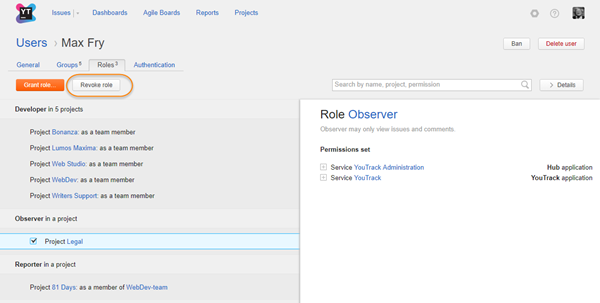 YT
Issues | Dashboards Agile Boards Reports Projects
Users > Max Fry
Ban Delete user
General Groups 5 Roles 3 Authentication
Grant role... Revoke role
Search by name, project, permission
> Details
Developer in 5 projects
Project Bonanza: as a team member
Project Lumos Maxima: as a team member
Project Web Studio: as a team member
Project WebDev: as a team member
Project Writers Support: as a team member
Observer in a project
Project Legal
Reporter in a project
Project 81 Days: as a member of WebDev-team
Role Observer
Observer may only view issues and comments.
Permissions set
Service YouTrack Administration Hub application
Service YouTrack YouTrack application